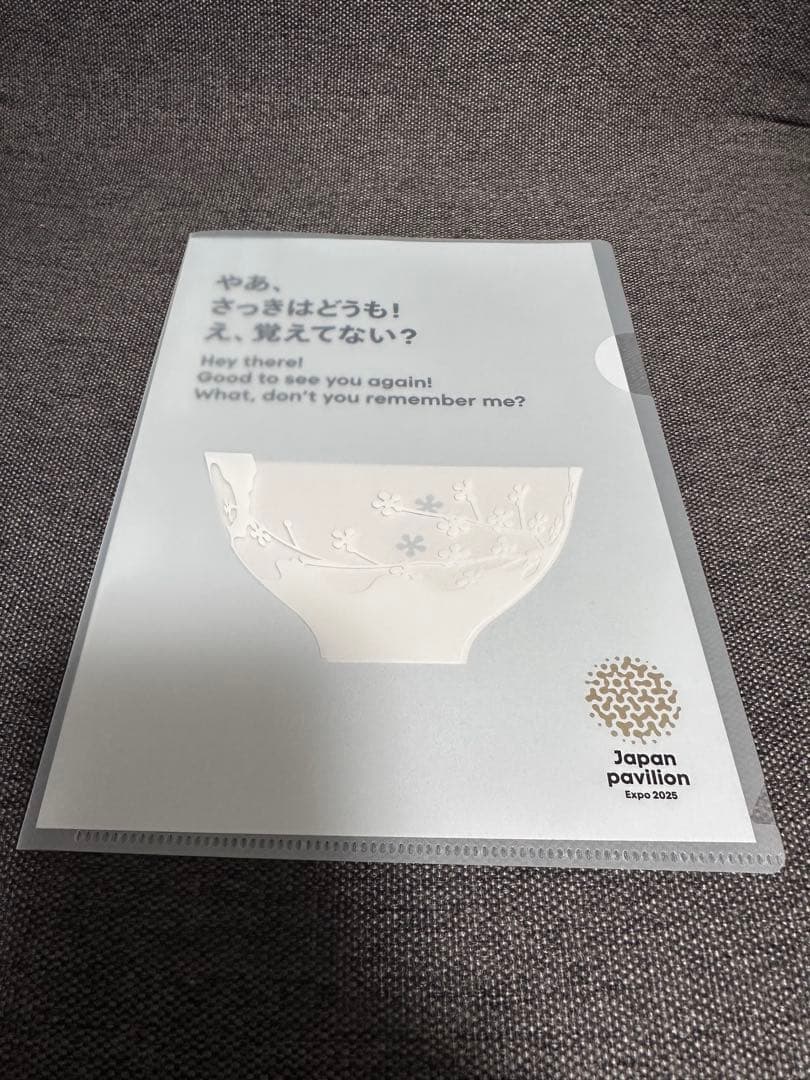 やあ、
さっきはどうも!
え、覚えてない?
Hey there!
Good to see you again!
What, don't you remember me?
Japan
pavilion
Expo 2025